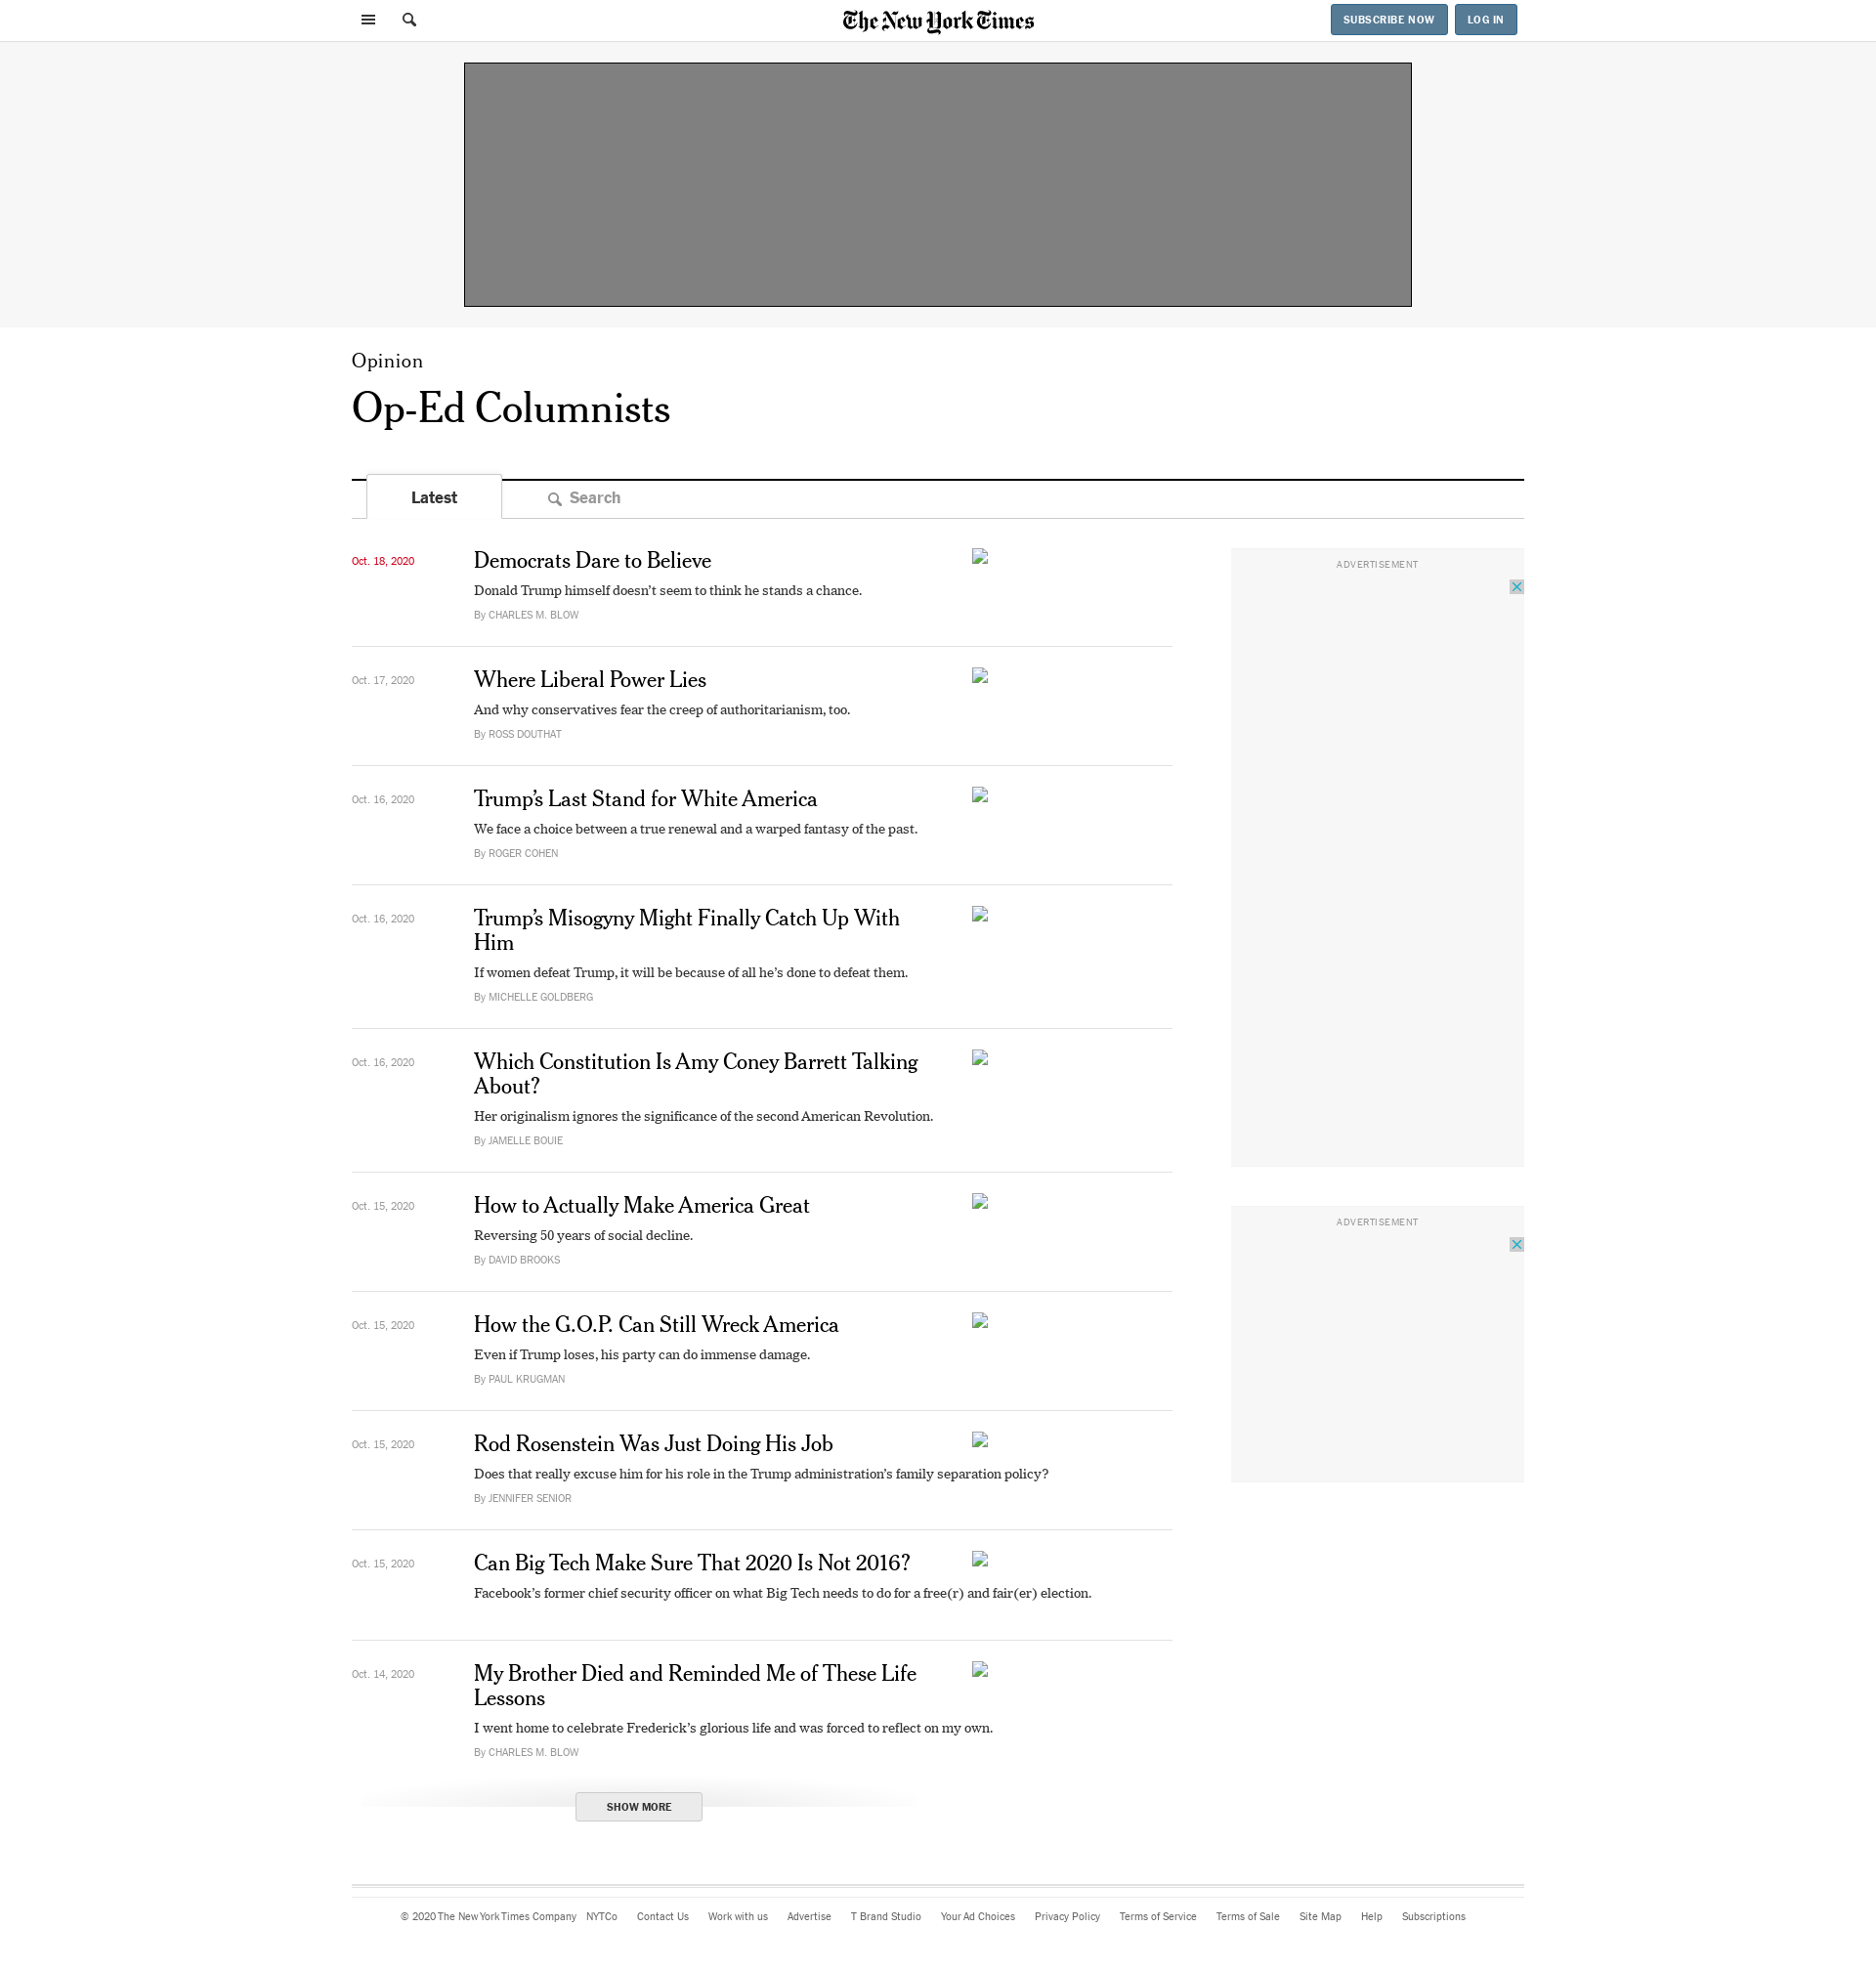 The New York Times
SUBSCRIBE NOW
LOG IN
Opinion
Op-Ed Columnists
Latest
Search
Oct. 18, 2020
Democrats Dare to Believe
Donald Trump himself doesn’t seem to think he stands a chance.
By CHARLES M. BLOW
Oct. 17, 2020
Where Liberal Power Lies
And why conservatives fear the creep of authoritarianism, too.
By ROSS DOUTHAT
Oct. 16, 2020
Trump’s Last Stand for White America
We face a choice between a true renewal and a warped fantasy of the past.
By ROGER COHEN
Oct. 16, 2020
Trump’s Misogyny Might Finally Catch Up With
Him
If women defeat Trump, it will be because of all he’s done to defeat them.
By MICHELLE GOLDBERG
Oct. 16, 2020
Which Constitution Is Amy Coney Barrett Talking
About?
Her originalism ignores the significance of the second American Revolution.
By JAMELLE BOUIE
Oct. 15, 2020
How to Actually Make America Great
Reversing 50 years of social decline.
By DAVID BROOKS
Oct. 15, 2020
How the G.O.P. Can Still Wreck America
Even if Trump loses, his party can do immense damage.
By PAUL KRUGMAN
Oct. 15, 2020
Rod Rosenstein Was Just Doing His Job
Does that really excuse him for his role in the Trump administration’s family separation policy?
By JENNIFER SENIOR
Oct. 15, 2020
Can Big Tech Make Sure That 2020 Is Not 2016?
Facebook’s former chief security officer on what Big Tech needs to do for a free(r) and fair(er) election.
Oct. 14, 2020
My Brother Died and Reminded Me of These Life
Lessons
I went home to celebrate Frederick’s glorious life and was forced to reflect on my own.
By CHARLES M. BLOW
SHOW MORE
ADVERTISEMENT
ADVERTISEMENT
© 2020 The New York Times Company NYTCo Contact Us Work with us Advertise T Brand Studio Your Ad Choices Privacy Policy Terms of Service Terms of Sale Site Map Help Subscriptions